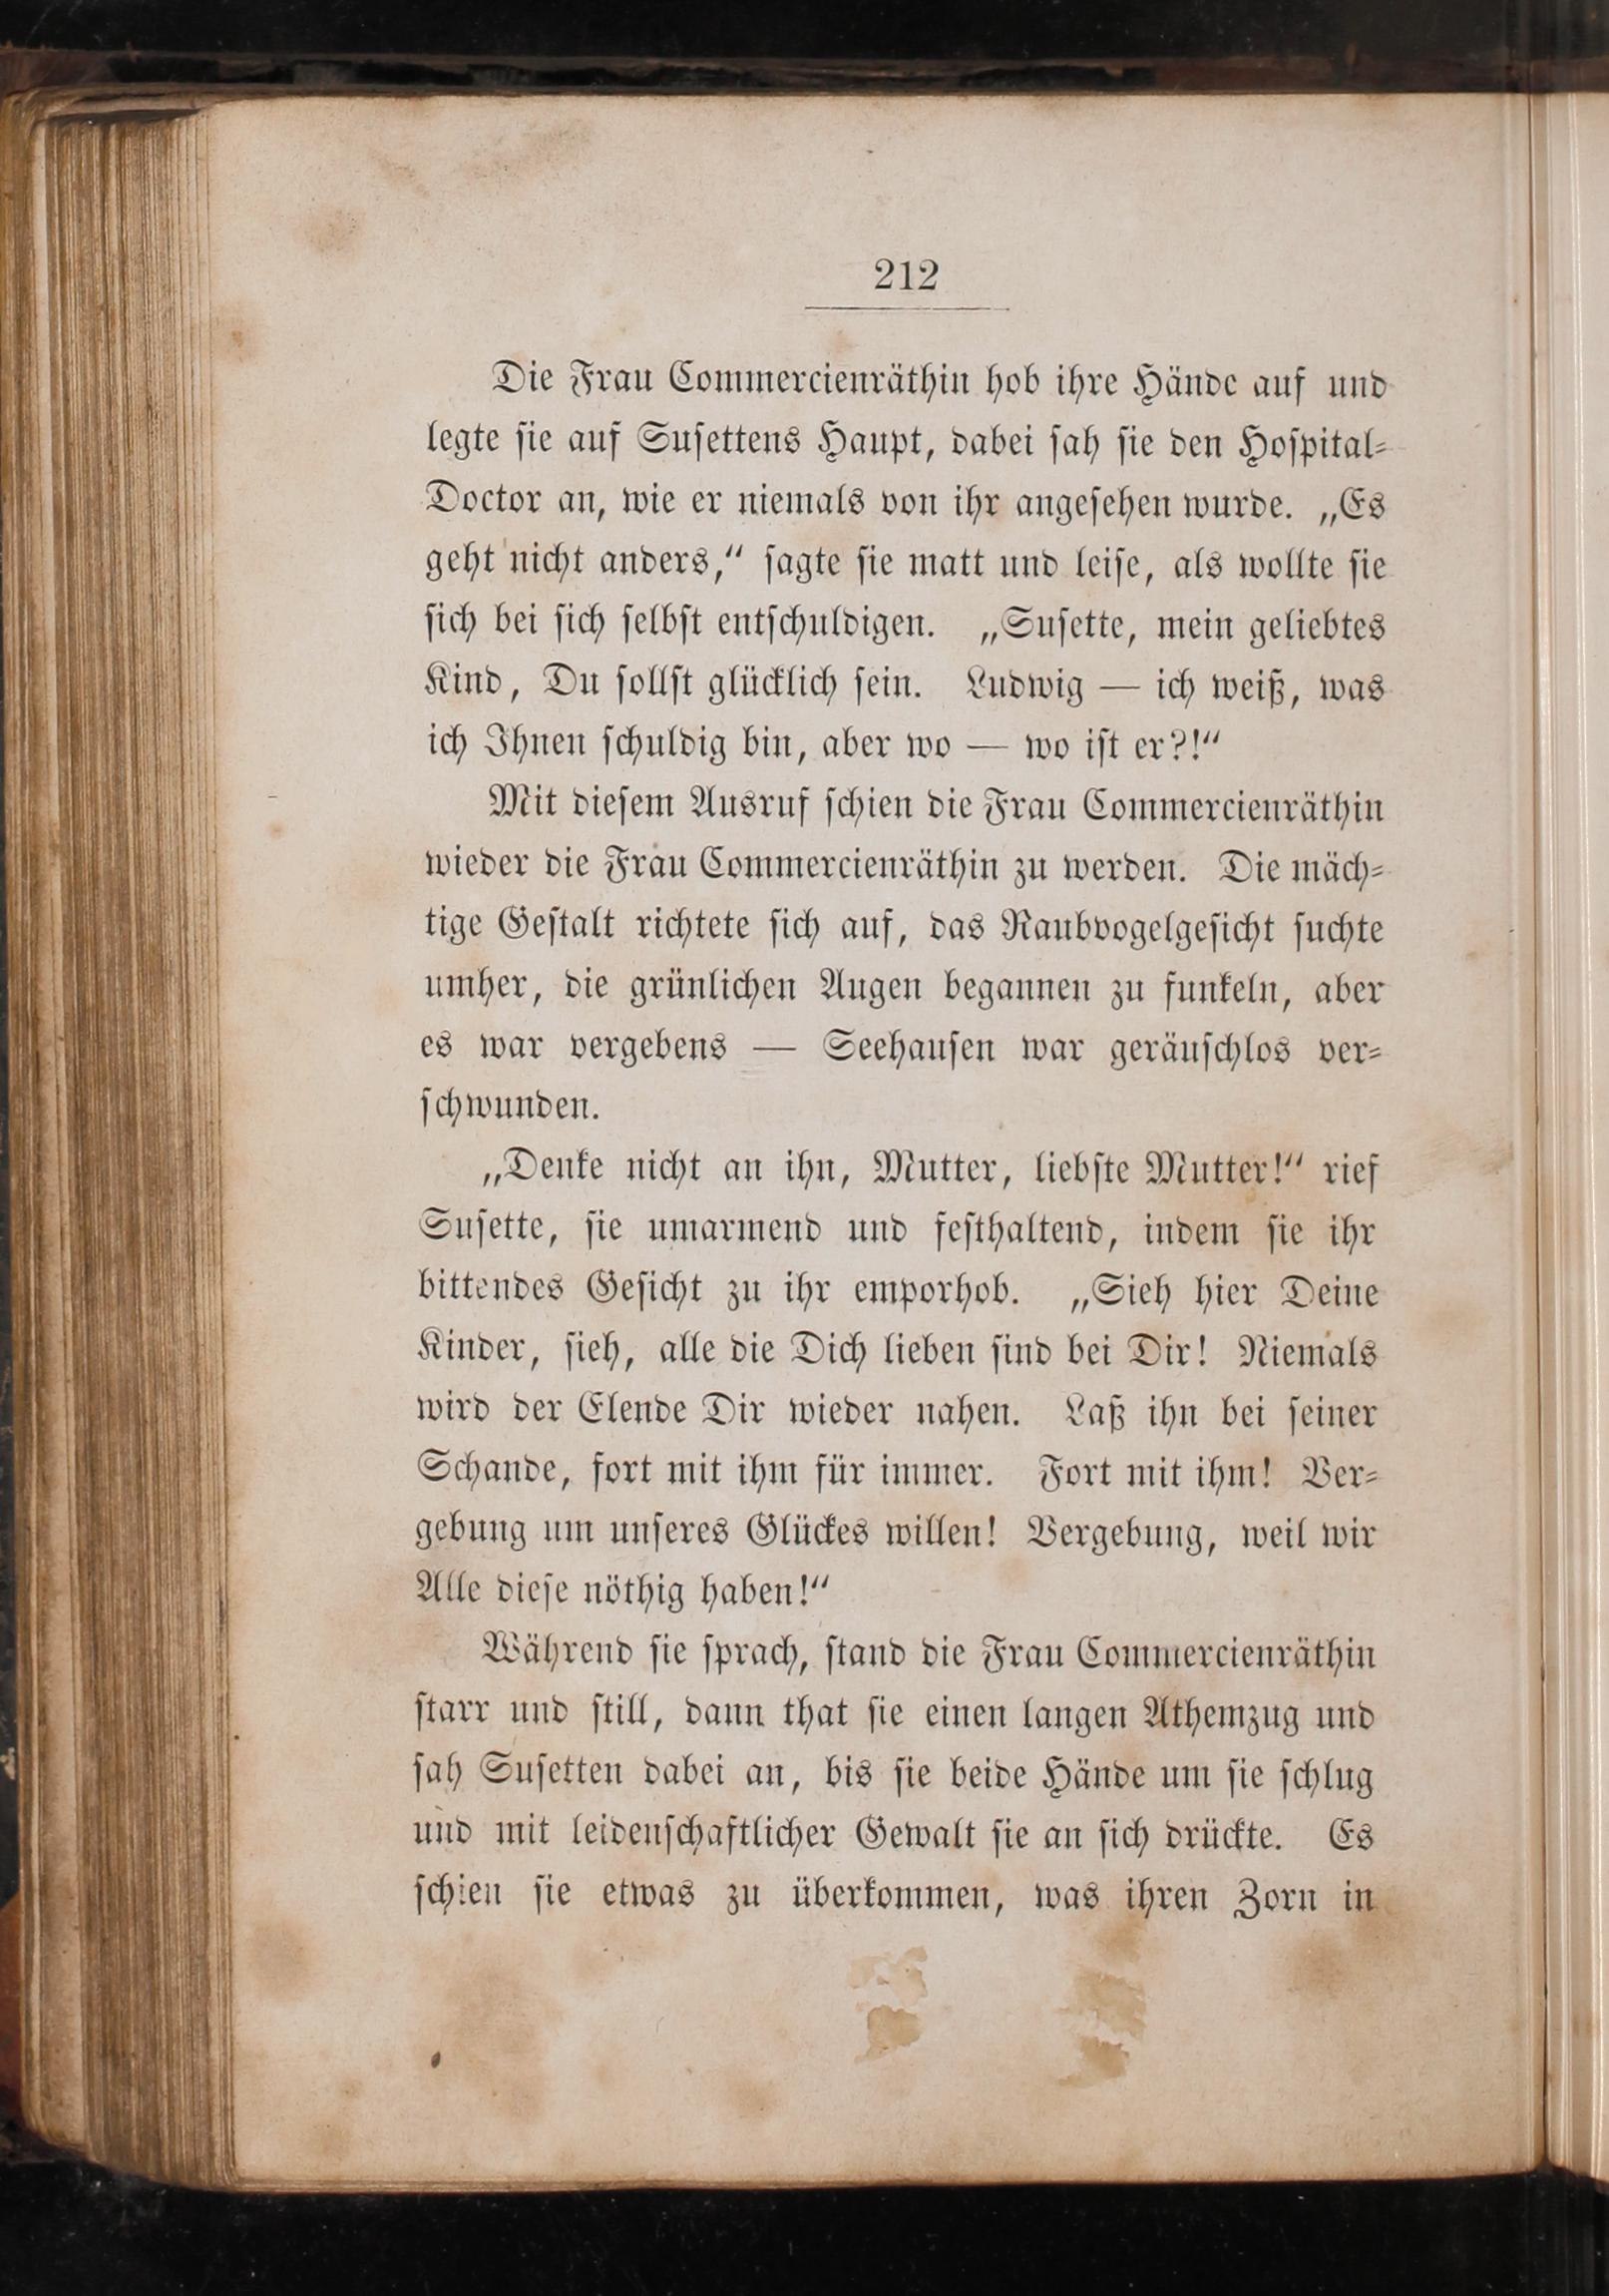 212
Die Frau Commercienräthin hob ihre Hände auf und
legte sie auf Susettens Haupt, dabei sah sie den Hospital-
Doctor an, wie er niemals von ihr angesehen wurde. „Es
geht nicht anders,“ sagte sie matt und leise, als wollte sie
sich bei sich selbst entschuldigen. „Susette, mein geliebtes
Kind, Du sollst glücklich sein. Ludwig — ich weiß, was
ich Ihnen schuldig bin, aber wo — wo ist er?!“
Mit diesem Ausruf schien die Frau Commercienräthin
wieder die Frau Commercienräthin zu werden. Die mäch-
tige Gestalt richtete sich auf, das Raubvogelgesicht suchte
umher, die grünlichen Augen begannen zu funkeln, aber
es war vergebens — Seehausen war geräuschlos ver-
schwunden.
„Denke nicht an ihn, Mutter, liebste Mutter!“ rief
Susette, sie umarmend und festhaltend, indem sie ihr
bittendes Gesicht zu ihr emporhob. „Sieh hier Deine
Kinder, sieh, alle die Dich lieben sind bei Dir! Niemals
wird der Elende Dir wieder nahen. Laß ihn bei seiner
Schande, fort mit ihm für immer. Fort mit ihm! Ver-
gebung um unseres Glückes willen! Vergebung, weil wir
Alle diese nöthig haben!“
Während sie sprach, stand die Frau Commercienräthin
starr und still, dann that sie einen langen Athemzug und
sah Susetten dabei an, bis sie beide Hände um sie schlug
und mit leidenschaftlicher Gewalt sie an sich drückte. Es
schien sie etwas zu überkommen, was ihren Zorn in